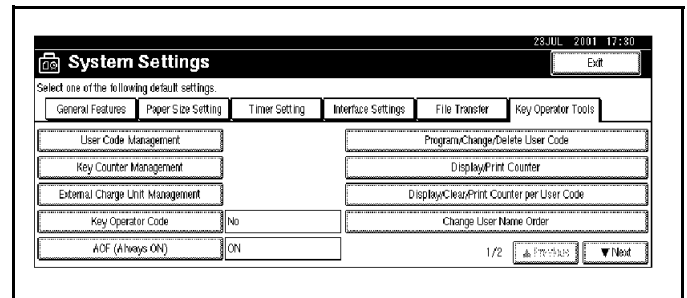 23JUL 2001 17:30
System Settings
Exit
Select one of the following default settings.
General Features Paper Size Setting Timer Setting Interface Settings File Transfer Key Operator Tools
User Code Management Program/Change/Delete User Code
Key Counter Management Display/Print Counter
External Charge Unit Management Display/Clear/Print Counter per User Code
Key Operator Code No Change User Name Order
AOF (Always ON) ON 1/2 ▲Previous ▼Next